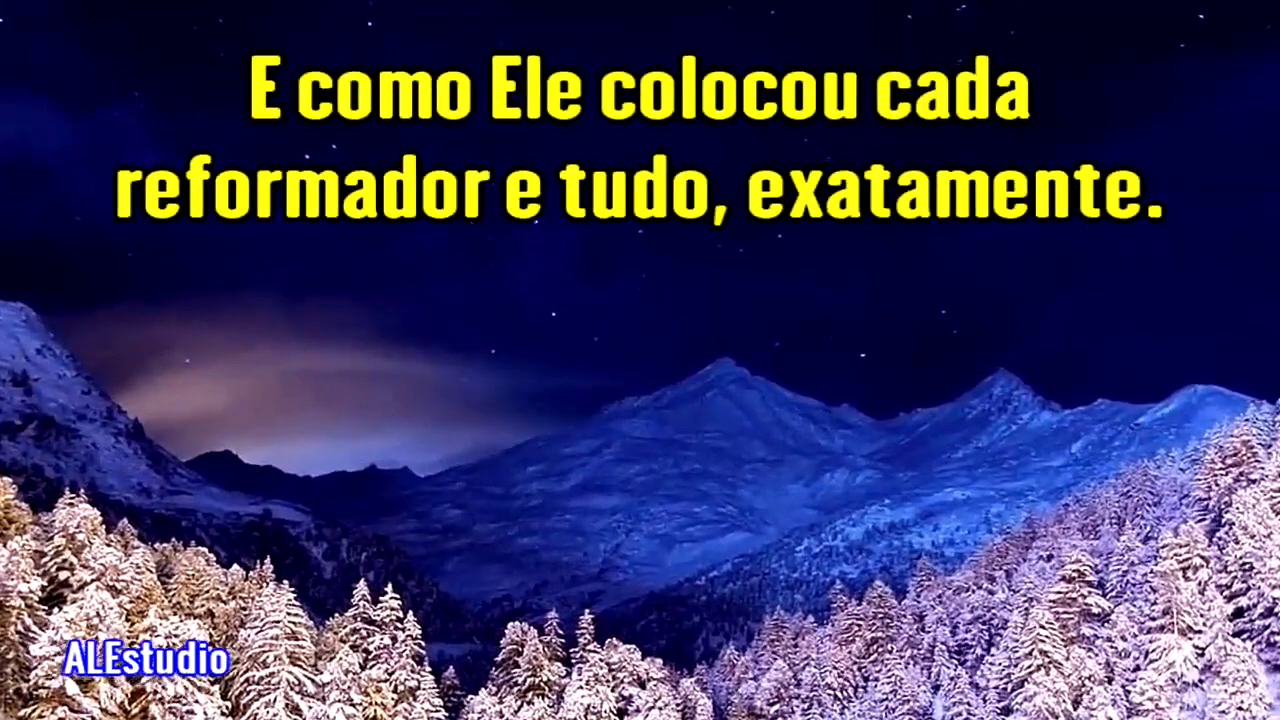 E como Ele colocou cada
reformador e tudo, exatamente.
ALEstudio